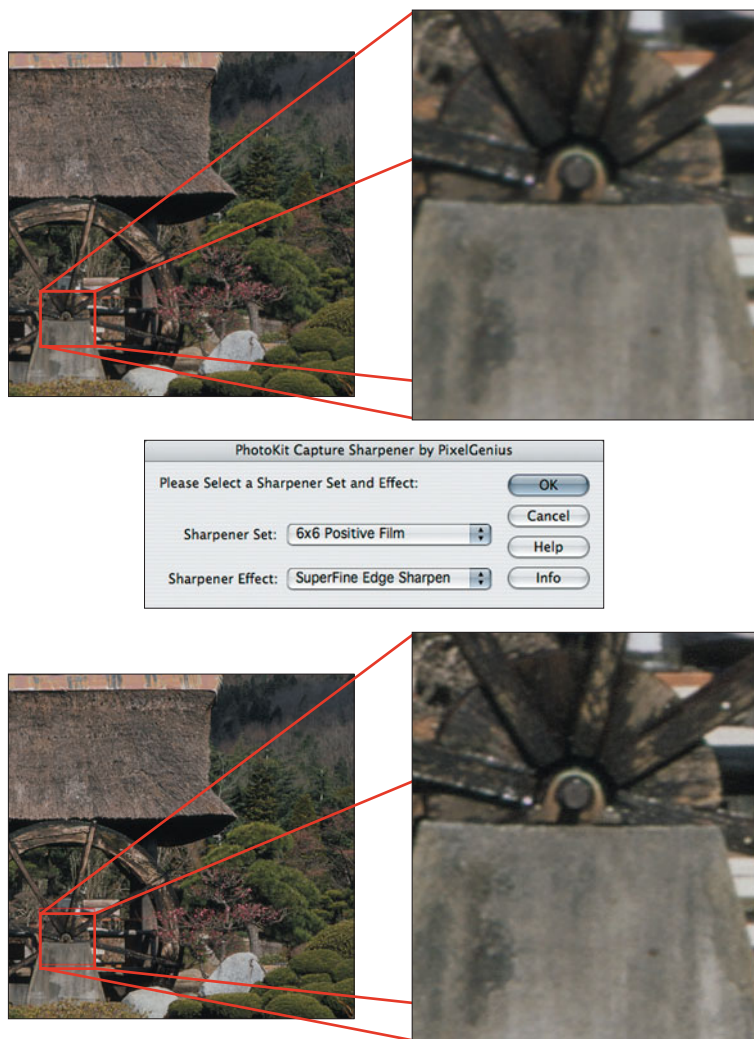 PhotoKit Capture Sharpener by PixelGenius
Please Select a Sharpener Set and Effect:
OK
Cancel
Sharpener Set: 6x6 Positive Film
Help
Sharpener Effect: SuperFine Edge Sharpen
Info